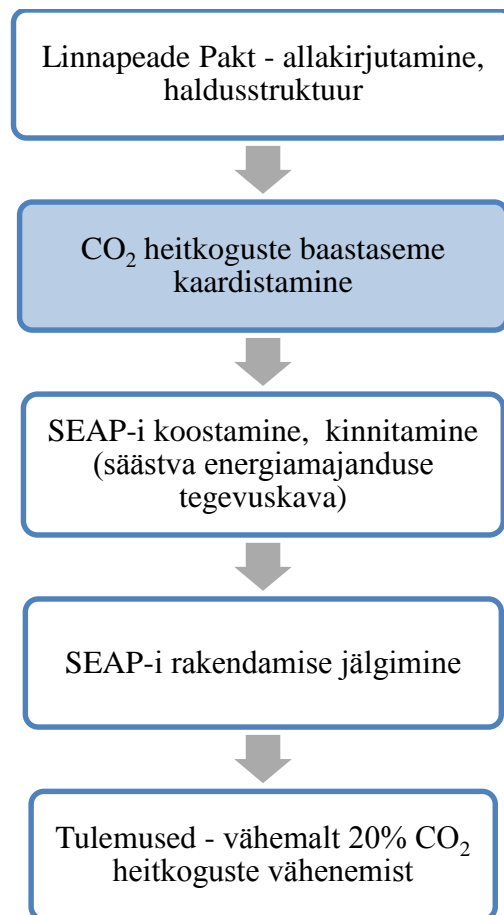 Linnapeade Pakt - allakirjutamine,
haldusstruktuur
CO₂ heitkoguste baastaseme
kaardistamine
SEAP-i koostamine, kinnitamine
(säästva energiamajanduse
tegevuskava)
SEAP-i rakendamise jälgimine
Tulemused - vähemalt 20% CO₂
heitkoguste vähenemist